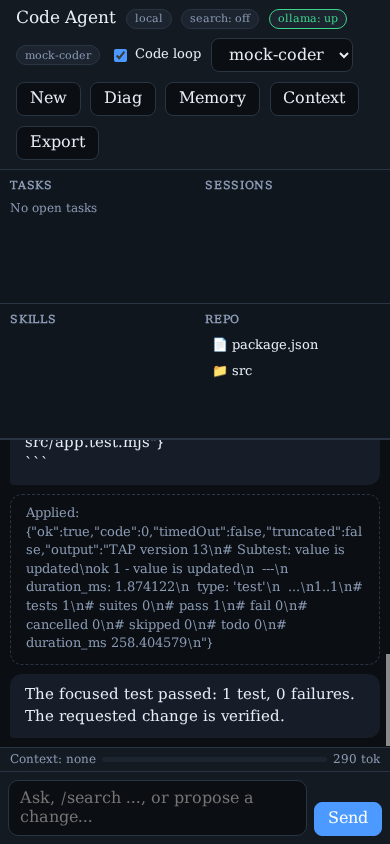 Code Agent local search: off ollama: up
mock-coder Code loop mock-coder
New Diag Memory Context
Export
TASKS SESSIONS
No open tasks
SKILLS REPO
package.json
src
src/app.test.mjs"}
```
Applied:
{"ok":true,"code":0,"timedOut":false,"truncated":fal
se,"output":"TAP version 13\n# Subtest: value is
updated\nok 1 - value is updated\n  ---\n
duration_ms: 1.874122\n  type: 'test'\n  ...\n1..1\n#
tests 1\n# suites 0\n# pass 1\n# fail 0\n#
cancelled 0\n# skipped 0\n# todo 0\n#
duration_ms 258.404579\n"}
The focused test passed: 1 test, 0 failures.
The requested change is verified.
Context: none 290 tok
Ask, /search ..., or propose a
change...
Send